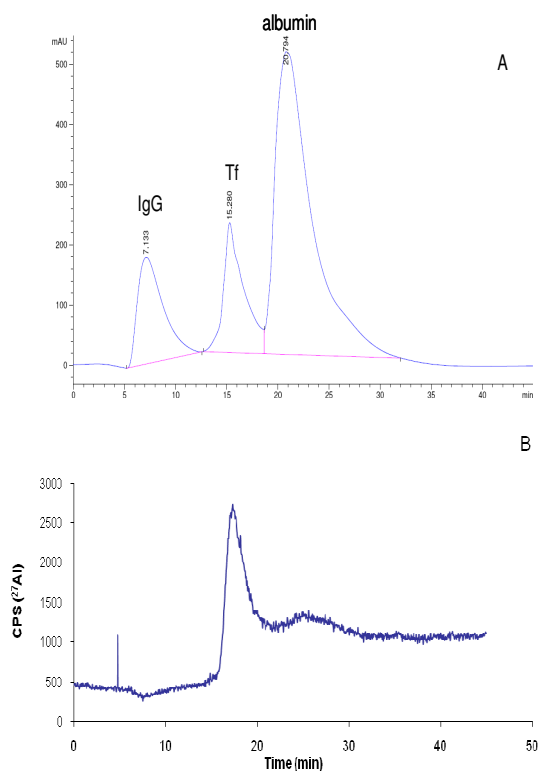 albumin
mAU
20.794
A
500
400
Tf
15.280
300
IgG
7.133
200
100
0
0 5 10 15 20 25 30 35 40 min
B
3000
2500
2000
1500
1000
500
0
CPS (²⁷Al)
0 10 20 30 40 50
Time (min)